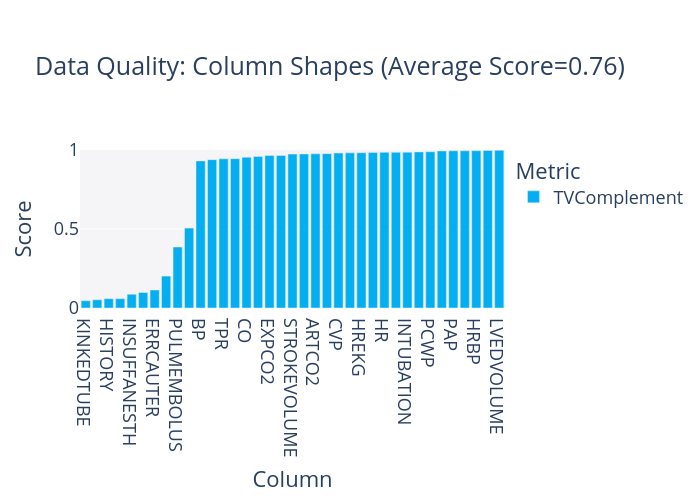 Data Quality: Column Shapes (Average Score=0.76)
Score
1
0.5
0
KINKEDTUBE
HISTORY
INSUFFANESTH
ERRCAUTER
PULMEMBOLUS
BP
TPR
CO
EXPCO2
STROKEVOLUME
ARTCO2
CVP
HREKG
HR
INTUBATION
PCWP
PAP
HRBP
LVEDVOLUME
Column
Metric
TVComplement